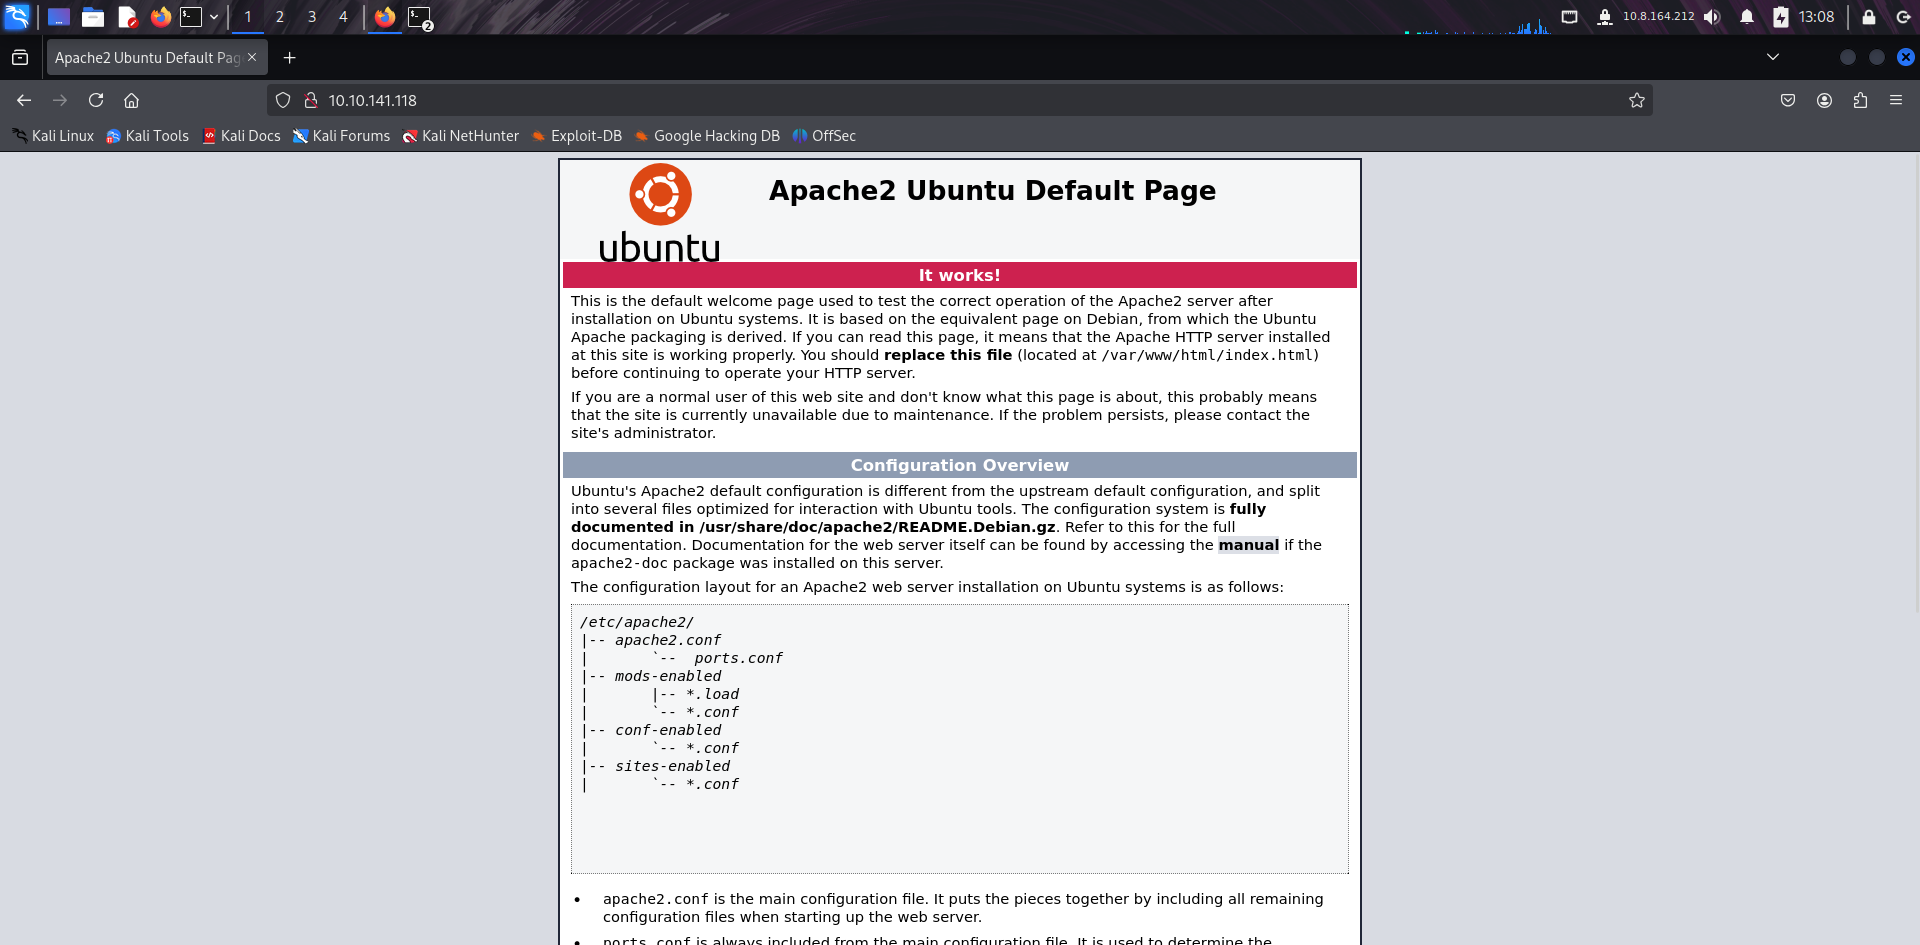 1 2 3 4 2 10.8.164.212 13:08
Apache2 Ubuntu Default Pag
10.10.141.118
Kali Linux Kali Tools Kali Docs Kali Forums Kali NetHunter Exploit-DB Google Hacking DB OffSec
Apache2 Ubuntu Default Page
ubuntu
It works!
This is the default welcome page used to test the correct operation of the Apache2 server after
installation on Ubuntu systems. It is based on the equivalent page on Debian, from which the Ubuntu
Apache packaging is derived. If you can read this page, it means that the Apache HTTP server installed
at this site is working properly. You should replace this file (located at /var/www/html/index.html)
before continuing to operate your HTTP server.
If you are a normal user of this web site and don't know what this page is about, this probably means
that the site is currently unavailable due to maintenance. If the problem persists, please contact the
site's administrator.
Configuration Overview
Ubuntu's Apache2 default configuration is different from the upstream default configuration, and split
into several files optimized for interaction with Ubuntu tools. The configuration system is fully
documented in /usr/share/doc/apache2/README.Debian.gz. Refer to this for the full
documentation. Documentation for the web server itself can be found by accessing the manual if the
apache2-doc package was installed on this server.
The configuration layout for an Apache2 web server installation on Ubuntu systems is as follows:
/etc/apache2/
|-- apache2.conf
|       `--  ports.conf
|-- mods-enabled
|       |-- *.load
|       `-- *.conf
|-- conf-enabled
|       `-- *.conf
|-- sites-enabled
|       `-- *.conf
• apache2.conf is the main configuration file. It puts the pieces together by including all remaining
configuration files when starting up the web server.
• ports.conf is always included from the main configuration file. It is used to determine the